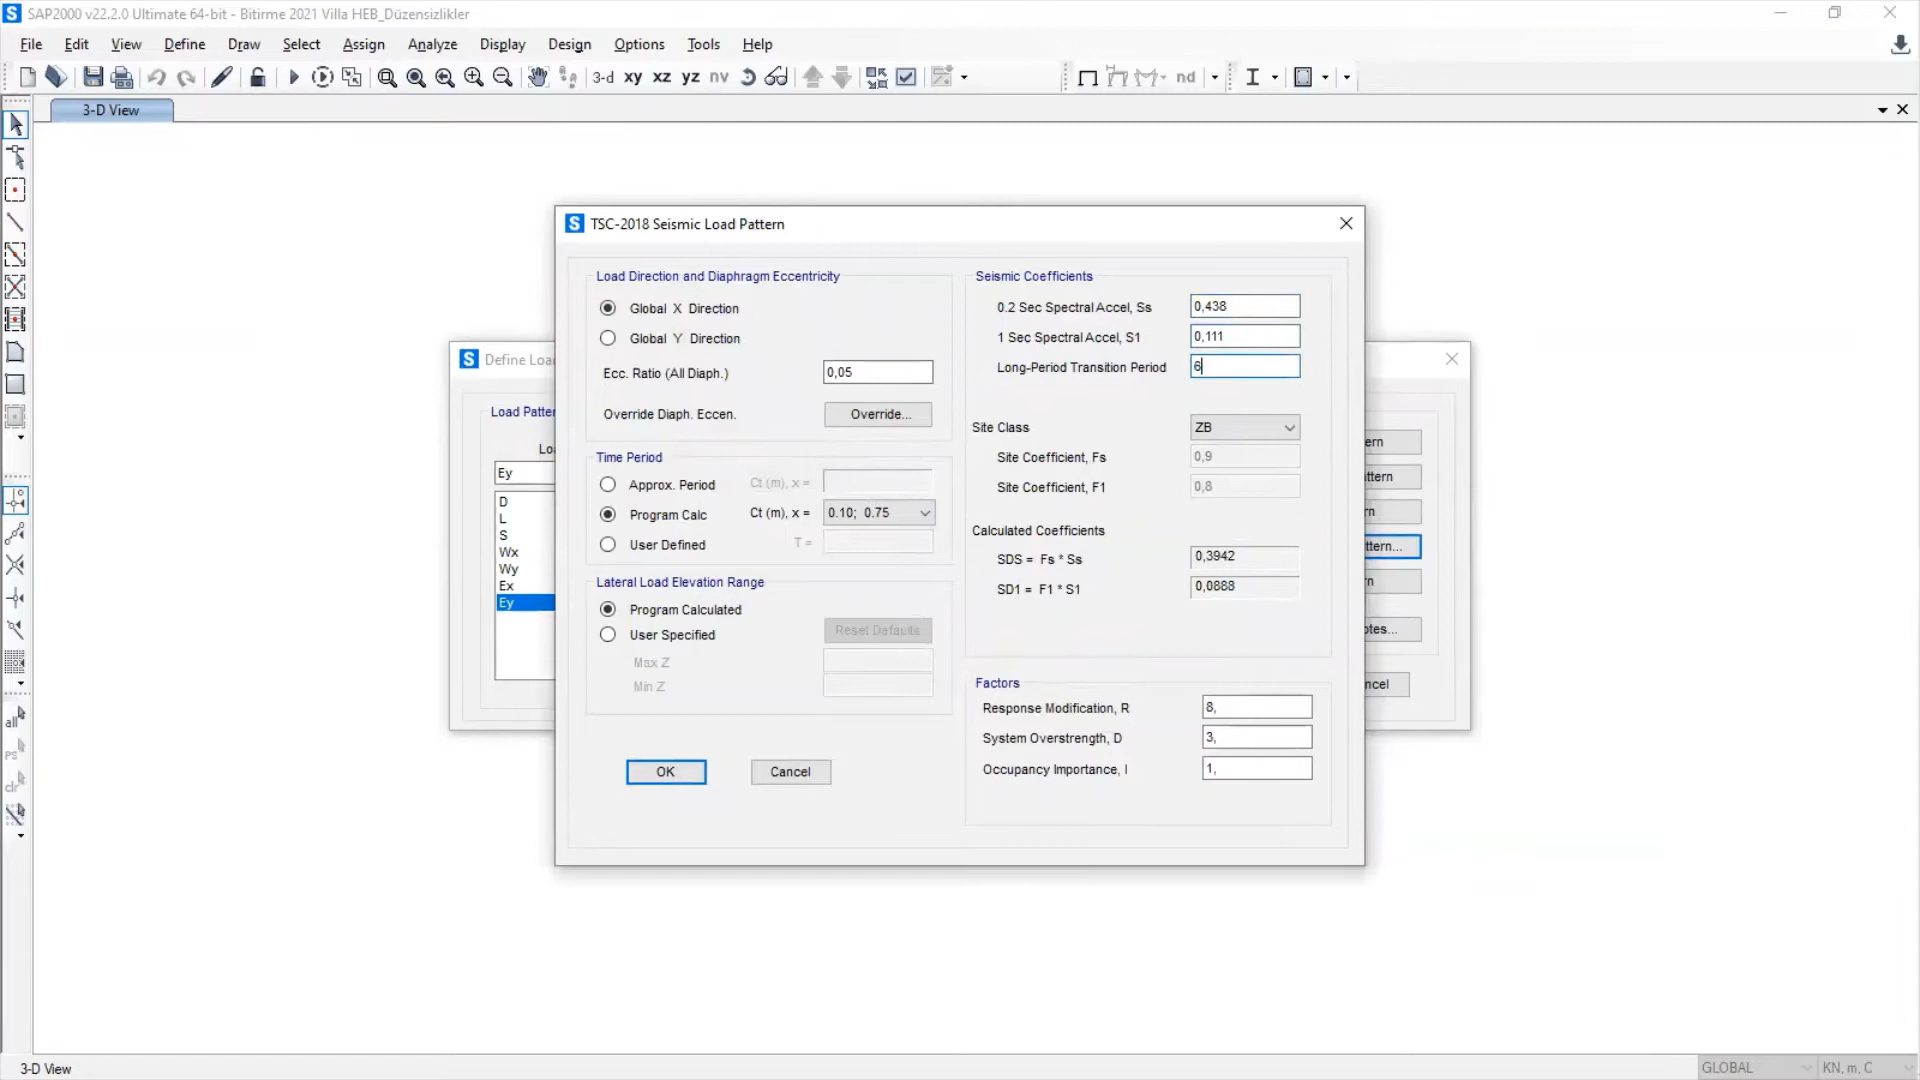 SAP2000 v22.2.0 Ultimate 64-bit - Bitirme 2021 Villa HEB_Düzensizlikler
File Edit View Define Draw Select Assign Analyze Display Design Options Tools Help
3-d xy xz yz nv nd
3-D View
TSC-2018 Seismic Load Pattern
Define Loa
Load Patter
Loa
Ey
D
L
S
Wx
Wy
Ex
Ey
Load Direction and Diaphragm Eccentricity
Global X Direction
Global Y Direction
Ecc. Ratio (All Diaph.) 0,05
Override Diaph. Eccen. Override...
Time Period
Approx. Period Ct (m), x =
Program Calc Ct (m), x = 0.10; 0.75
User Defined T =
Lateral Load Elevation Range
Program Calculated
User Specified Reset Defaults
Max Z
Min Z
OK Cancel
Seismic Coefficients
0.2 Sec Spectral Accel, Ss 0,438
1 Sec Spectral Accel, S1 0,111
Long-Period Transition Period 6
Site Class ZB
Site Coefficient, Fs 0,9
Site Coefficient, F1 0,8
Calculated Coefficients
SDS = Fs * Ss 0,3942
SD1 = F1 * S1 0,0888
Factors
Response Modification, R 8,
System Overstrength, D 3,
Occupancy Importance, I 1,
ern
ttern
rn
ttern...
rn
otes...
ncel
all
ps
clr
3-D View
GLOBAL
KN, m, C